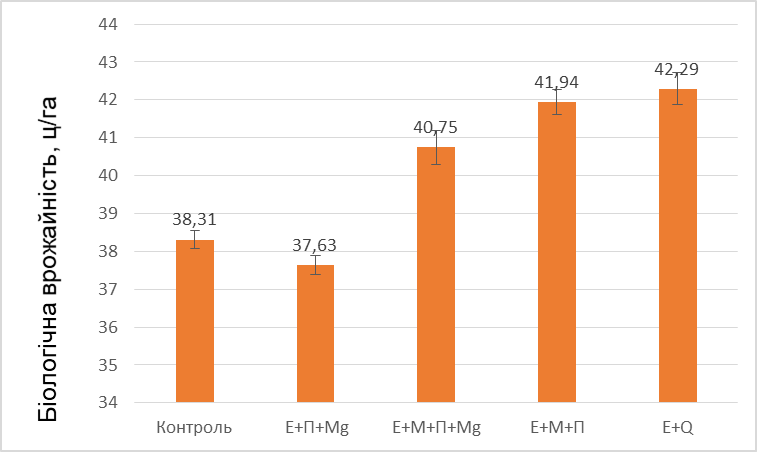 Біологічна врожайність, ц/га
44
43
42
41
40
39
38
37
36
35
34
38,31
37,63
40,75
41,94
42,29
Контроль
Е+П+Mg
Е+М+П+Mg
Е+М+П
Е+Q